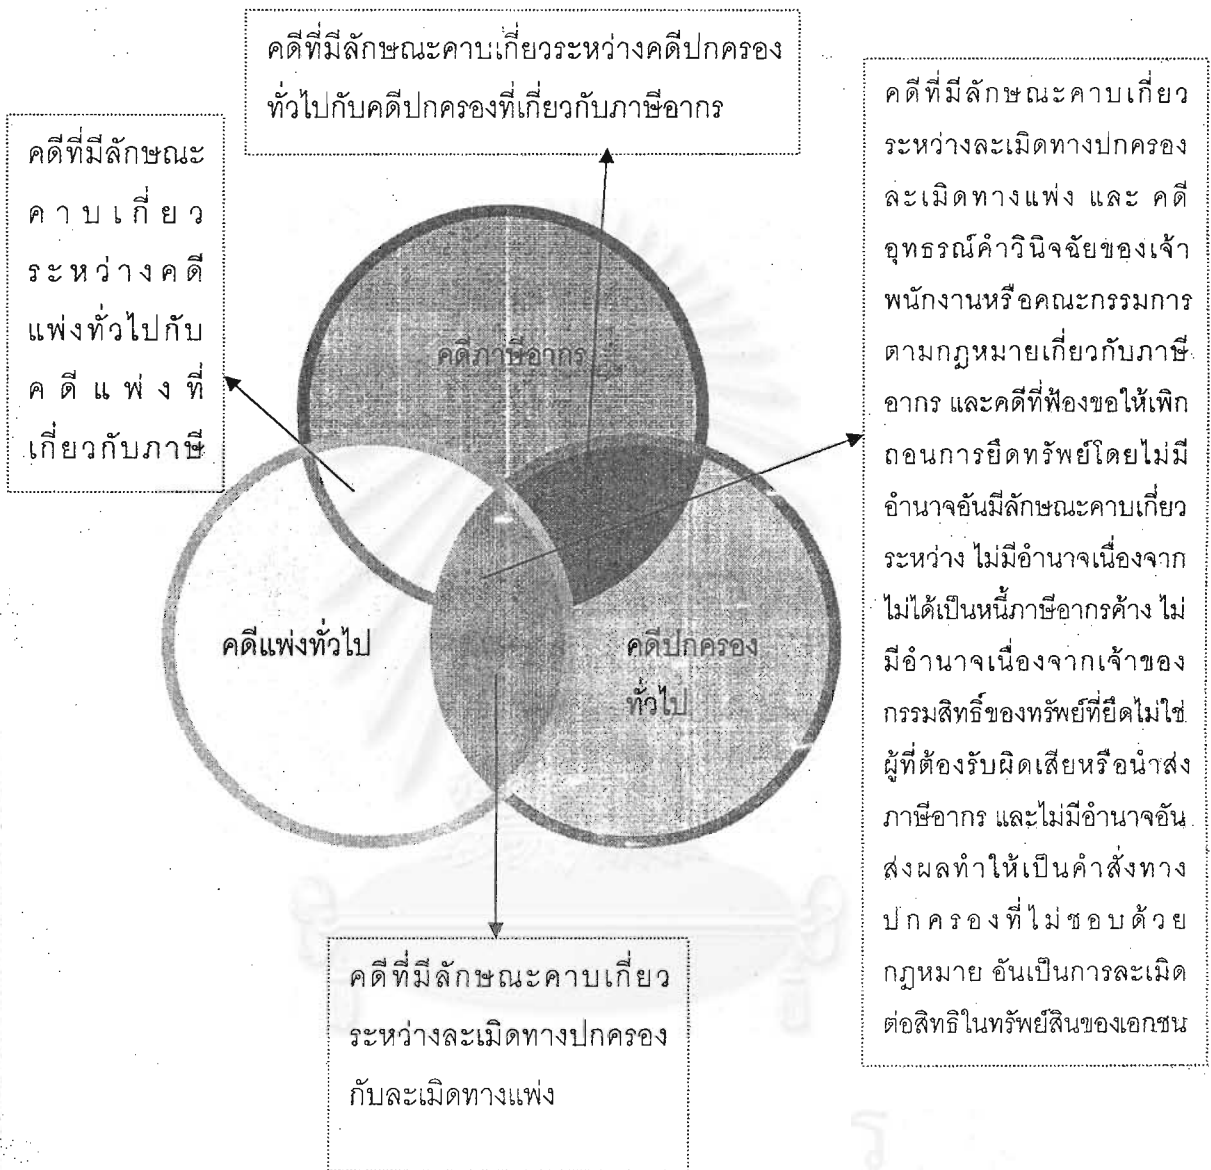 คดีที่มีลักษณะคาบเกี่ยวระหว่างคดีปกครอง
ทั่วไปกับคดีปกครองที่เกี่ยวกับภาษีอากร
คดีที่มีลักษณะ
คาบเกี่ยว
ระหว่างคดี
แพ่งทั่วไปกับ
คดีแพ่งที่
เกี่ยวกับภาษี
คดีที่มีลักษณะคาบเกี่ยว
ระหว่างละเมิดทางปกครอง
ละเมิดทางแพ่ง และ คดี
อุทธรณ์คำวินิจฉัยของเจ้า
พนักงานหรือคณะกรรมการ
ตามกฎหมายเกี่ยวกับภาษี
อากร และคดีที่ฟ้องขอให้เพิก
ถอนการยึดทรัพย์โดยไม่มี
อำนาจอันมีลักษณะคาบเกี่ยว
ระหว่าง ไม่มีอำนาจเนื่องจาก
ไม่ได้เป็นหนี้ภาษีอากรค้าง ไม่
มีอำนาจเนื่องจากเจ้าของ
กรรมสิทธิ์ของทรัพย์ที่ยึดไม่ใช่
ผู้ที่ต้องรับผิดเสียหรือนำส่ง
ภาษีอากร และไม่มีอำนาจอัน
ส่งผลทำให้เป็นคำสั่งทาง
ปกครองที่ไม่ชอบด้วย
กฎหมาย อันเป็นการละเมิด
ต่อสิทธิในทรัพย์สินของเอกชน
คดีภาษีอากร
คดีแพ่งทั่วไป
คดีปกครอง
ทั่วไป
คดีที่มีลักษณะคาบเกี่ยว
ระหว่างละเมิดทางปกครอง
กับละเมิดทางแพ่ง